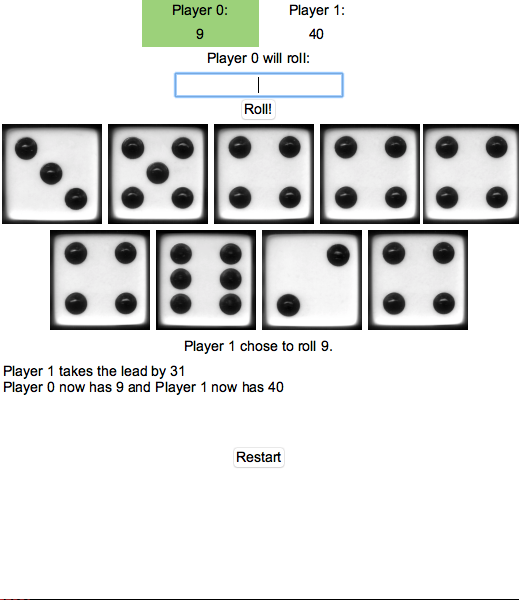 Player 0: Player 1:
9 40
Player 0 will roll:
Roll!
Player 1 chose to roll 9.
Player 1 takes the lead by 31
Player 0 now has 9 and Player 1 now has 40
Restart